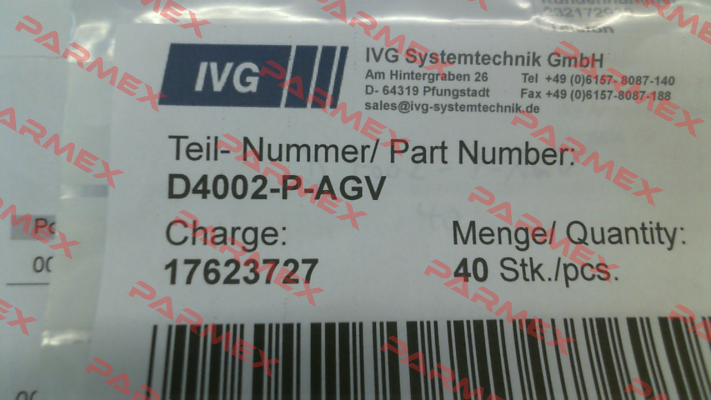 Kundennummer
IVG
IVG Systemtechnik GmbH
Am Hintergraben 26 Tel +49 (0)6157- 8087-140
D- 64319 Pfungstadt Fax +49 (0)6157-8087-188
sales@ivg-systemtechnik.de
Teil- Nummer/ Part Number:
D4002-P-AGV
Charge: Menge/ Quantity:
17623727 40 Stk./pcs.
PARMEX